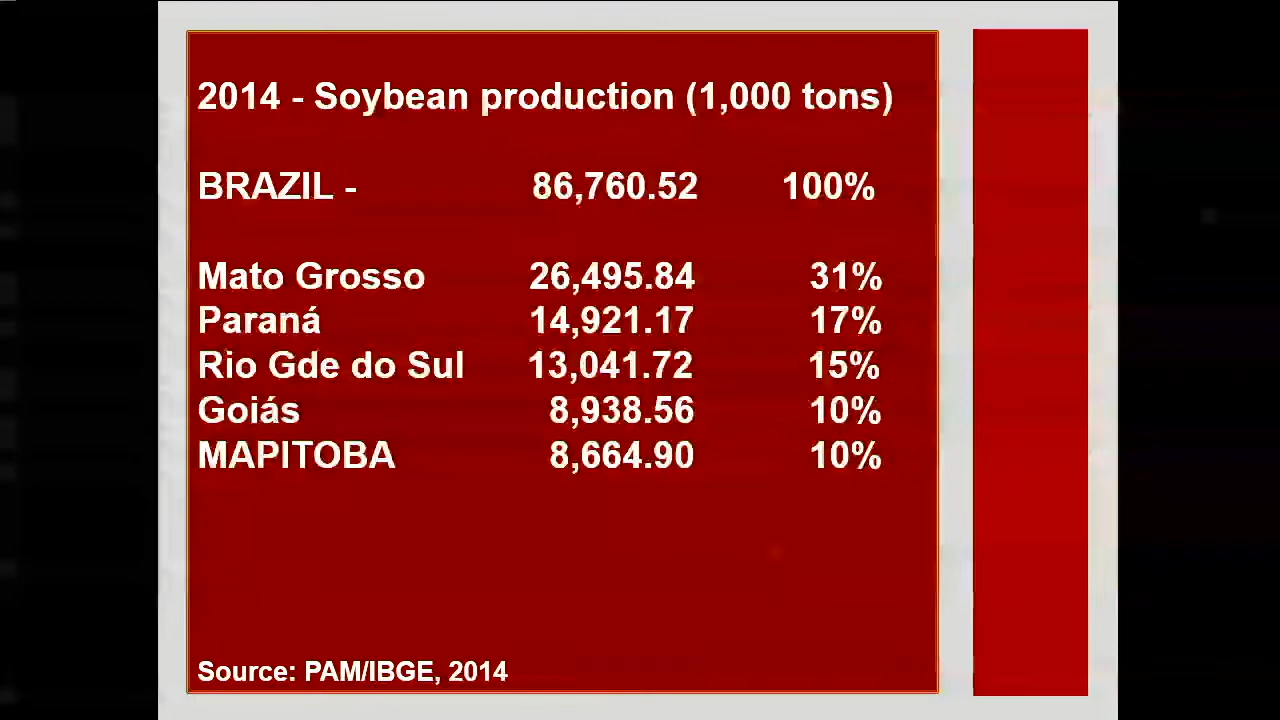 2014 - Soybean production (1,000 tons)
BRAZIL - 86,760.52 100%
Mato Grosso 26,495.84 31%
Paraná 14,921.17 17%
Rio Gde do Sul 13,041.72 15%
Goiás 8,938.56 10%
MAPITOBA 8,664.90 10%
Source: PAM/IBGE, 2014